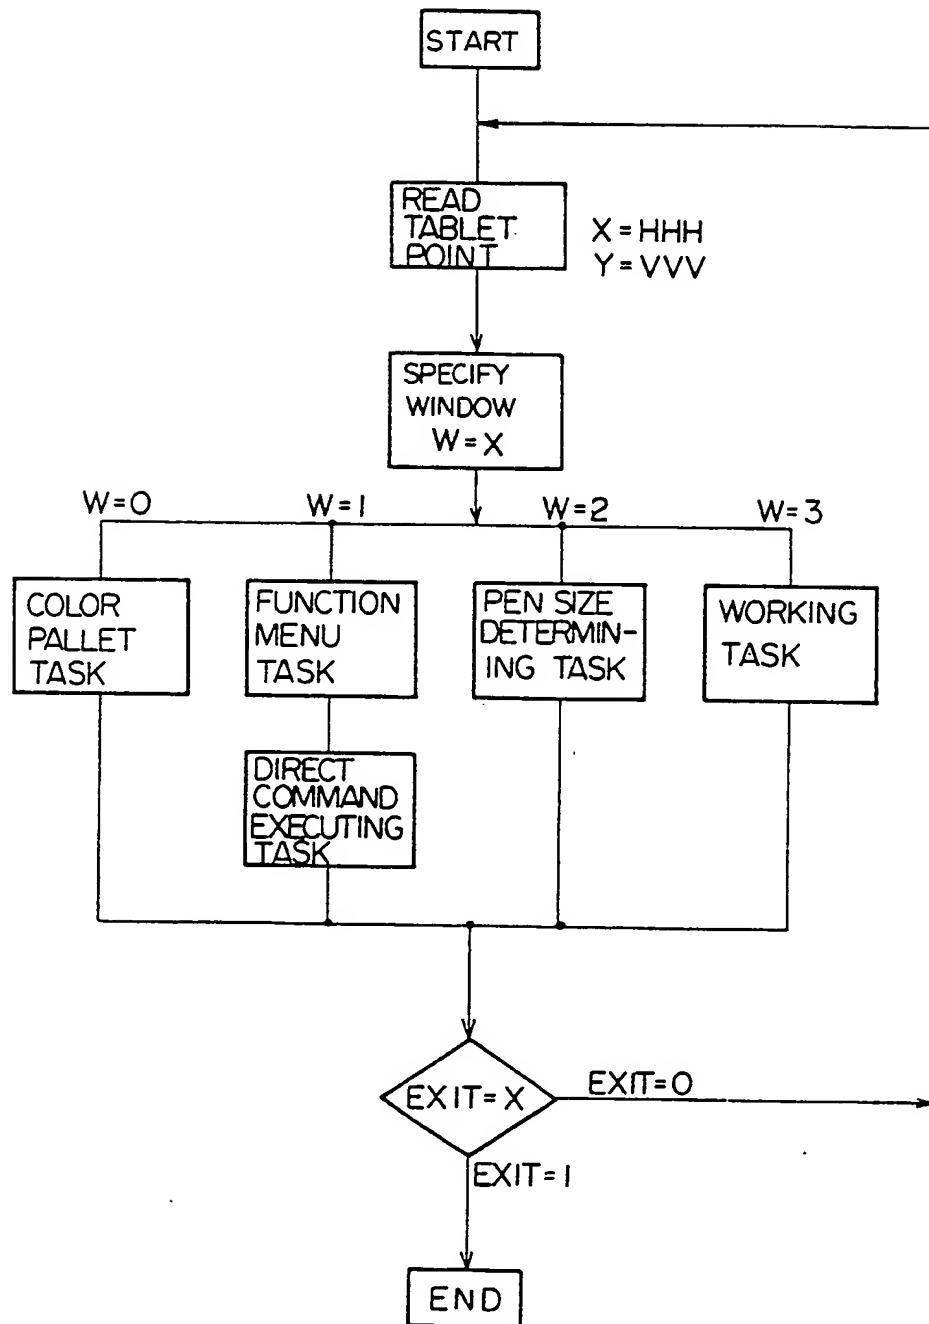 START
READ
TABLET
POINT
X=HHH
Y=VVV
SPECIFY
WINDOW
W=X
W=0
W=1
W=2
W=3
COLOR
PALLET
TASK
FUNCTION
MENU
TASK
PEN SIZE
DETERMIN-
ING TASK
WORKING
TASK
DIRECT
COMMAND
EXECUTING
TASK
EXIT=X
EXIT=0
EXIT=1
END